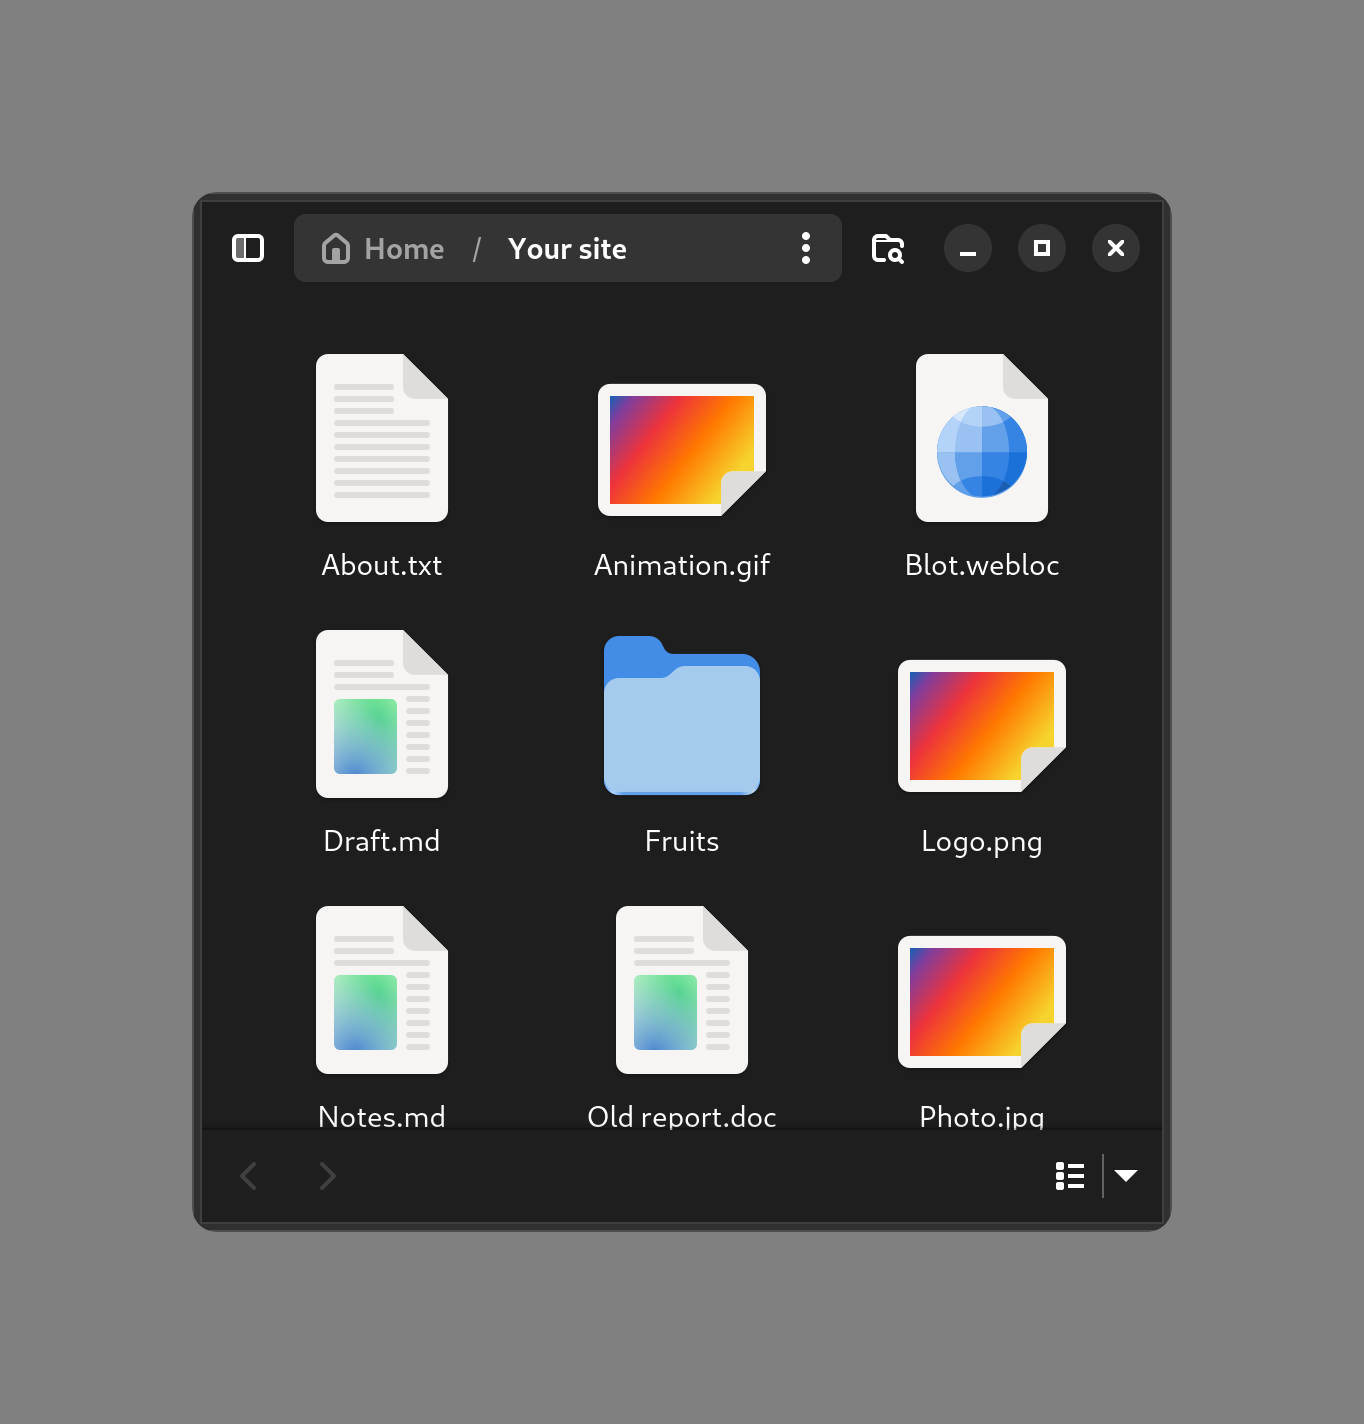 Home / Your site
About.txt
Animation.gif
Blot.webloc
Draft.md
Fruits
Logo.png
Notes.md
Old report.doc
Photo.jpg